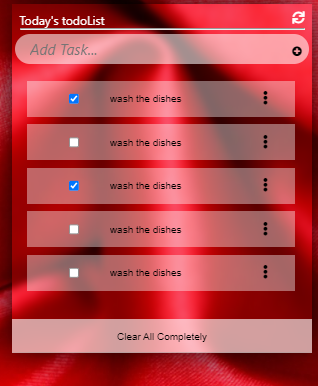 Today's todoList
Add Task...
wash the dishes
wash the dishes
wash the dishes
wash the dishes
wash the dishes
Clear All Completely